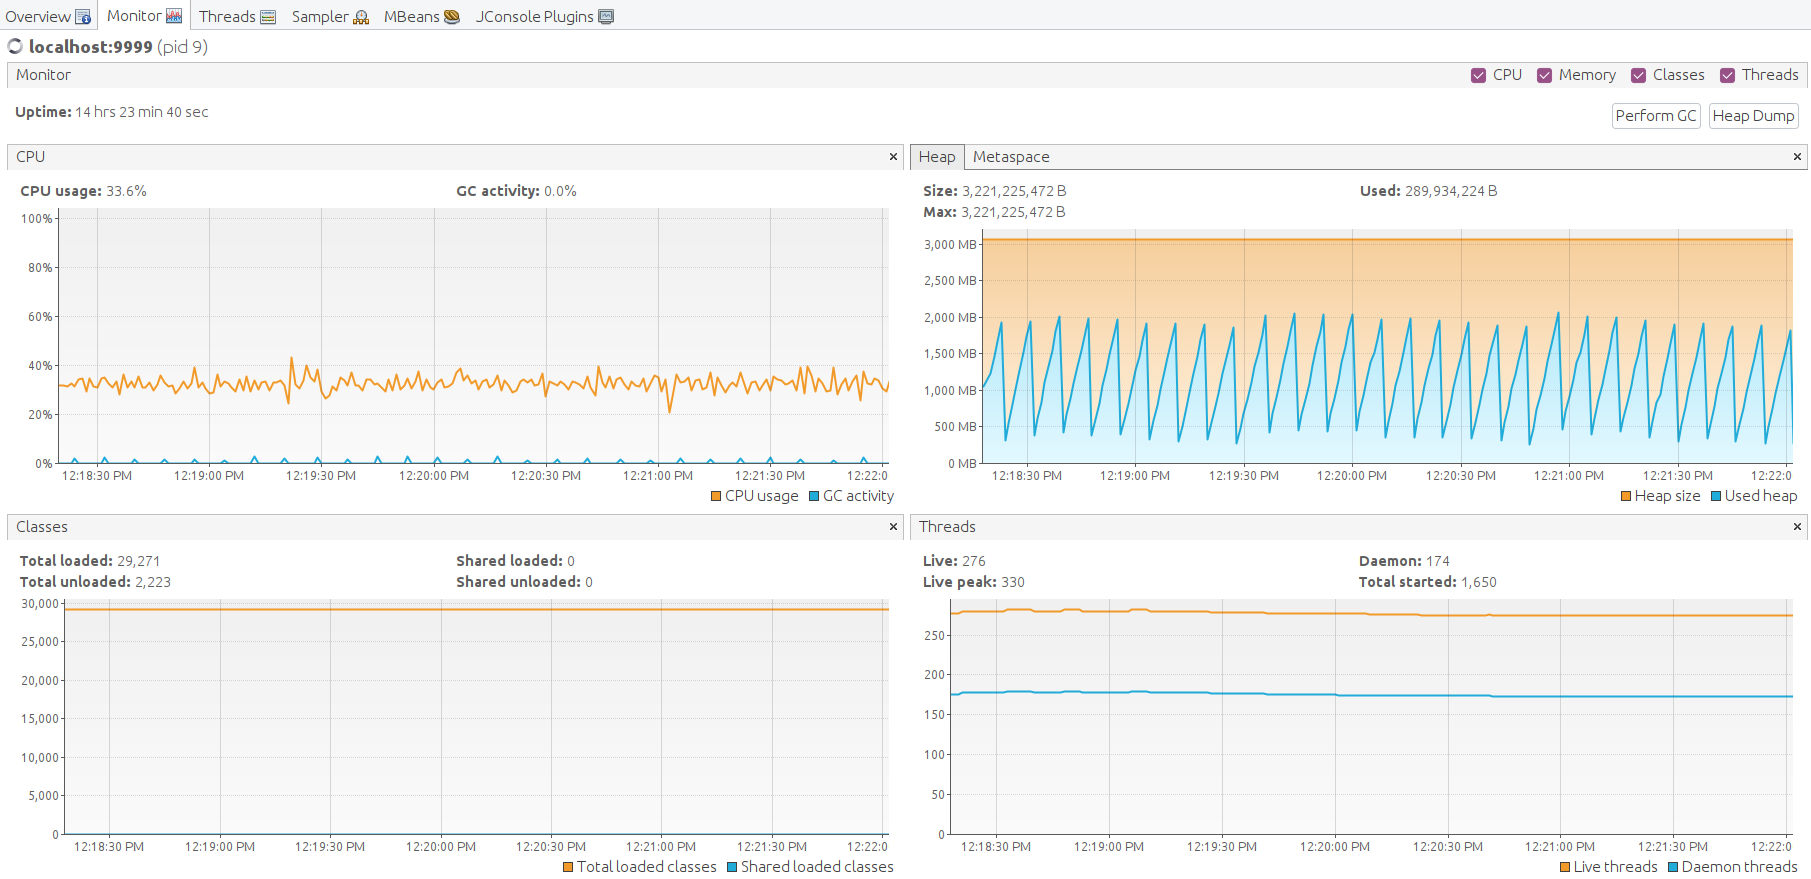 Overview Monitor Threads Sampler MBeans JConsole Plugins
localhost:9999 (pid 9)
Monitor CPU Memory Classes Threads
Uptime: 14 hrs 23 min 40 sec
Perform GC Heap Dump
CPU ×
CPU usage: 33.6% GC activity: 0.0%
100%
80%
60%
40%
20%
0%
12:18:30 PM 12:19:00 PM 12:19:30 PM 12:20:00 PM 12:20:30 PM 12:21:00 PM 12:21:30 PM 12:22:0
CPU usage GC activity
Heap Metaspace ×
Size: 3,221,225,472 B Used: 289,934,224 B
Max: 3,221,225,472 B
3,000 MB
2,500 MB
2,000 MB
1,500 MB
1,000 MB
500 MB
0 MB
12:18:30 PM 12:19:00 PM 12:19:30 PM 12:20:00 PM 12:20:30 PM 12:21:00 PM 12:21:30 PM 12:22:0
Heap size Used heap
Classes ×
Total loaded: 29,271 Shared loaded: 0
Total unloaded: 2,223 Shared unloaded: 0
30,000
25,000
20,000
15,000
10,000
5,000
0
12:18:30 PM 12:19:00 PM 12:19:30 PM 12:20:00 PM 12:20:30 PM 12:21:00 PM 12:21:30 PM 12:22:0
Total loaded classes Shared loaded classes
Threads ×
Live: 276 Daemon: 174
Live peak: 330 Total started: 1,650
250
200
150
100
50
0
12:18:30 PM 12:19:00 PM 12:19:30 PM 12:20:00 PM 12:20:30 PM 12:21:00 PM 12:21:30 PM 12:22:0
Live threads Daemon threads